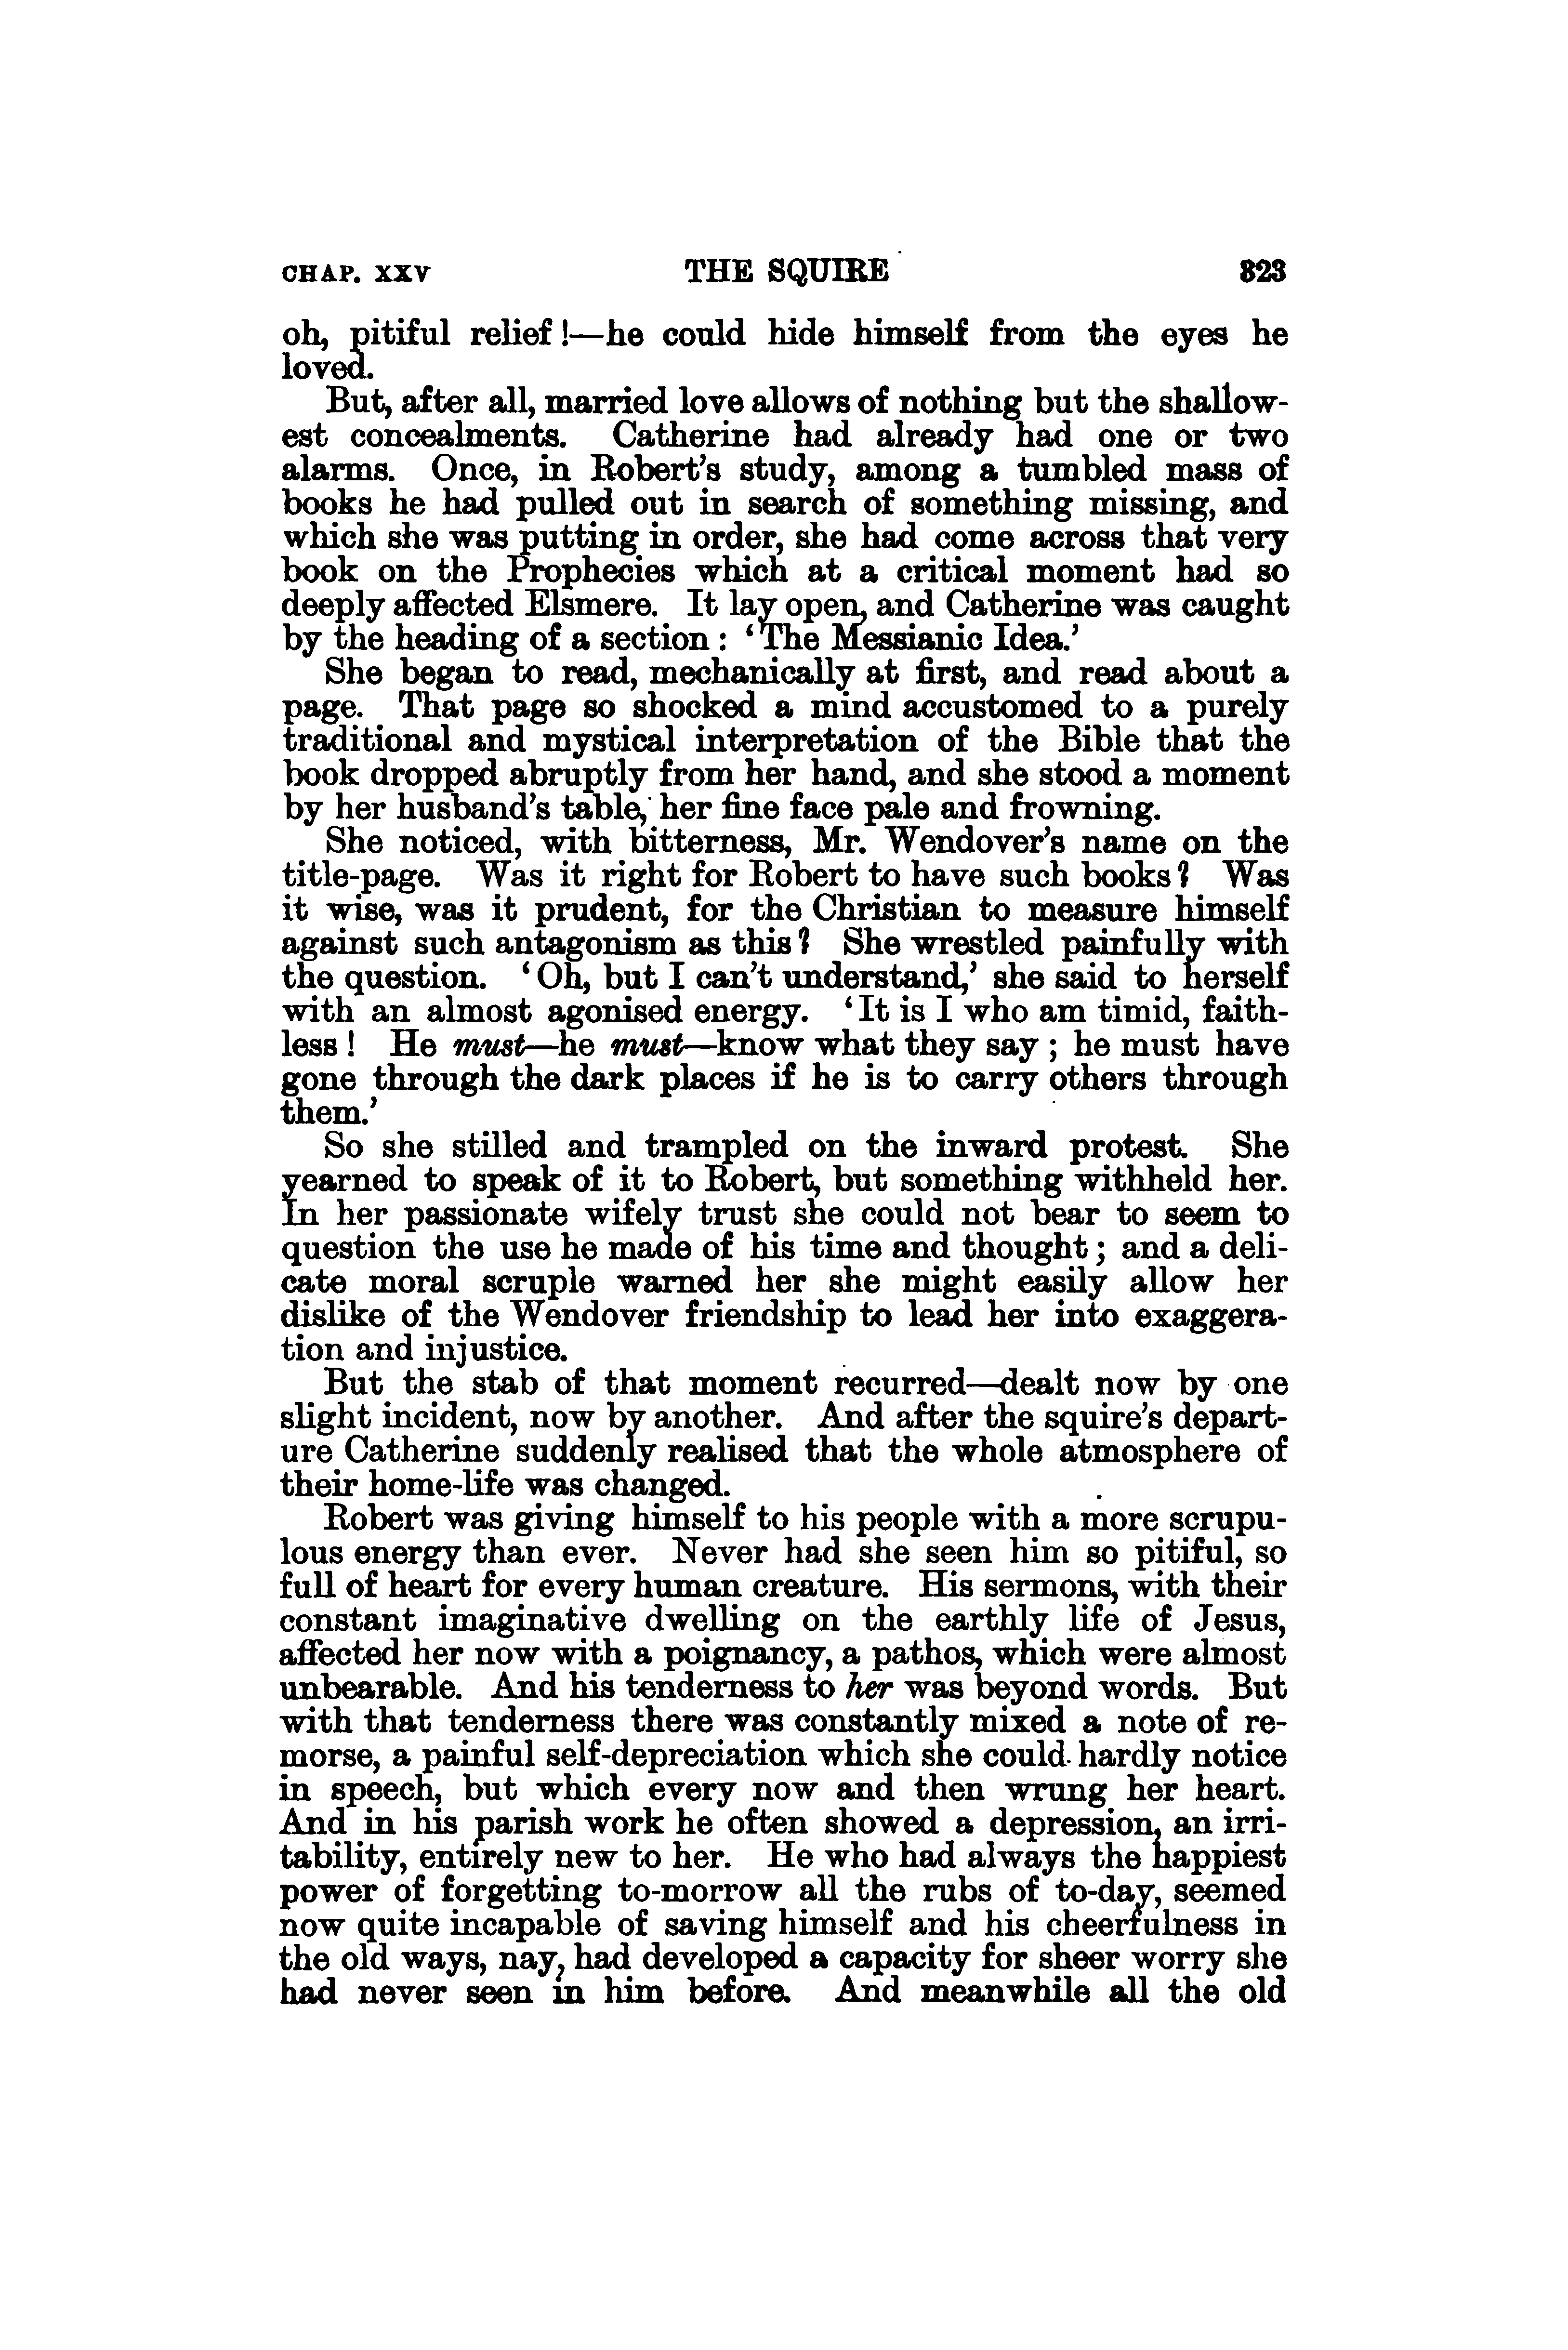 CHAP. XXV THE SQUIRE 323
oh, pitiful relief!—he could hide himself from the eyes he
loved.
But, after all, married love allows of nothing but the shallow-
est concealments. Catherine had already had one or two
alarms. Once, in Robert's study, among a tumbled mass of
books he had pulled out in search of something missing, and
which she was putting in order, she had come across that very
book on the Prophecies which at a critical moment had so
deeply affected Elsmere. It lay open, and Catherine was caught
by the heading of a section: 'The Messianic Idea.'
She began to read, mechanically at first, and read about a
page. That page so shocked a mind accustomed to a purely
traditional and mystical interpretation of the Bible that the
book dropped abruptly from her hand, and she stood a moment
by her husband's table, her fine face pale and frowning.
She noticed, with bitterness, Mr. Wendover's name on the
title-page. Was it right for Robert to have such books? Was
it wise, was it prudent, for the Christian to measure himself
against such antagonism as this? She wrestled painfully with
the question. 'Oh, but I can't understand,' she said to herself
with an almost agonised energy. 'It is I who am timid, faith-
less! He must—he must—know what they say; he must have
gone through the dark places if he is to carry others through
them.'
So she stilled and trampled on the inward protest. She
yearned to speak of it to Robert, but something withheld her.
In her passionate wifely trust she could not bear to seem to
question the use he made of his time and thought; and a deli-
cate moral scruple warned her she might easily allow her
dislike of the Wendover friendship to lead her into exaggera-
tion and injustice.
But the stab of that moment recurred—dealt now by one
slight incident, now by another. And after the squire's depart-
ure Catherine suddenly realised that the whole atmosphere of
their home-life was changed.
Robert was giving himself to his people with a more scrupu-
lous energy than ever. Never had she seen him so pitiful, so
full of heart for every human creature. His sermons, with their
constant imaginative dwelling on the earthly life of Jesus,
affected her now with a poignancy, a pathos, which were almost
unbearable. And his tenderness to her was beyond words. But
with that tenderness there was constantly mixed a note of re-
morse, a painful self-depreciation which she could hardly notice
in speech, but which every now and then wrung her heart.
And in his parish work he often showed a depression, an irri-
tability, entirely new to her. He who had always the happiest
power of forgetting to-morrow all the rubs of to-day, seemed
now quite incapable of saving himself and his cheerfulness in
the old ways, nay, had developed a capacity for sheer worry she
had never seen in him before. And meanwhile all the old